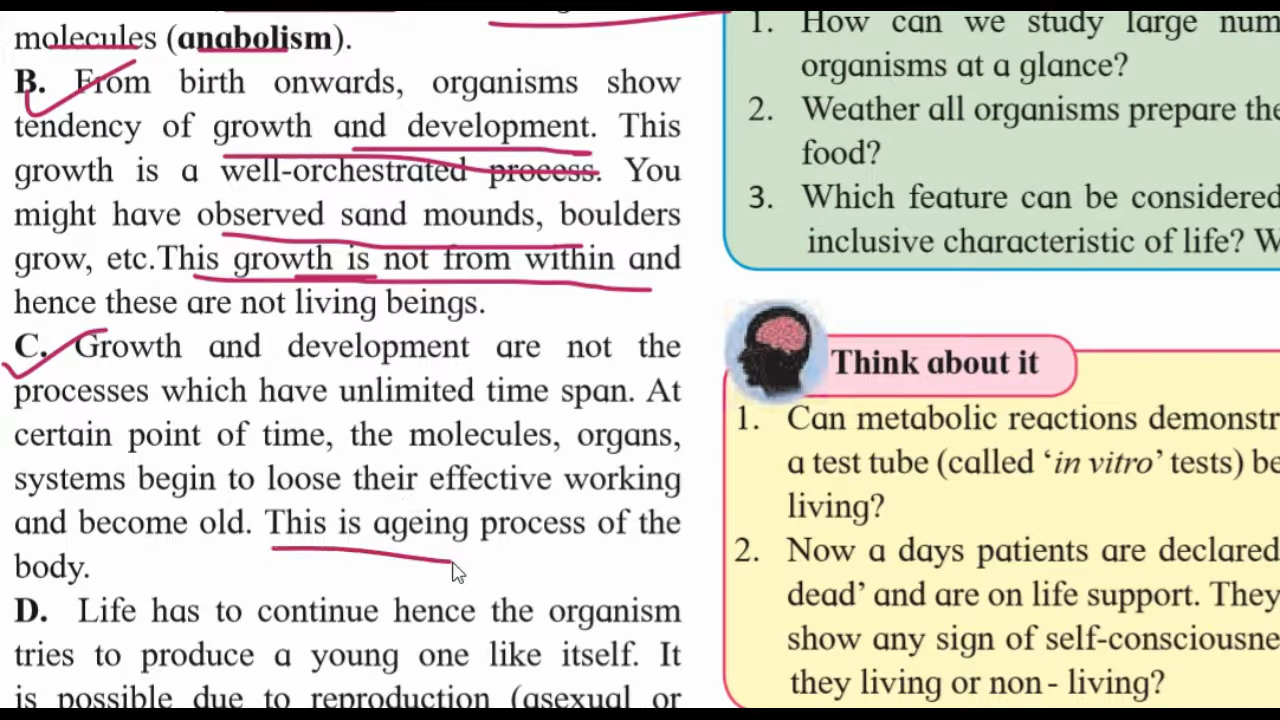 molecules (anabolism).
B. From birth onwards, organisms show
tendency of growth and development. This
growth is a well-orchestrated process. You
might have observed sand mounds, boulders
grow, etc.This growth is not from within and
hence these are not living beings.
C. Growth and development are not the
processes which have unlimited time span. At
certain point of time, the molecules, organs,
systems begin to loose their effective working
and become old. This is ageing process of the
body.
D. Life has to continue hence the organism
tries to produce a young one like itself. It
is possible due to reproduction (asexual or
1. How can we study large num
organisms at a glance?
2. Weather all organisms prepare the
food?
3. Which feature can be considered
inclusive characteristic of life? W
Think about it
1. Can metabolic reactions demonstr
a test tube (called ‘in vitro’ tests) be
living?
2. Now a days patients are declared
dead’ and are on life support. They
show any sign of self-consciousne
they living or non - living?